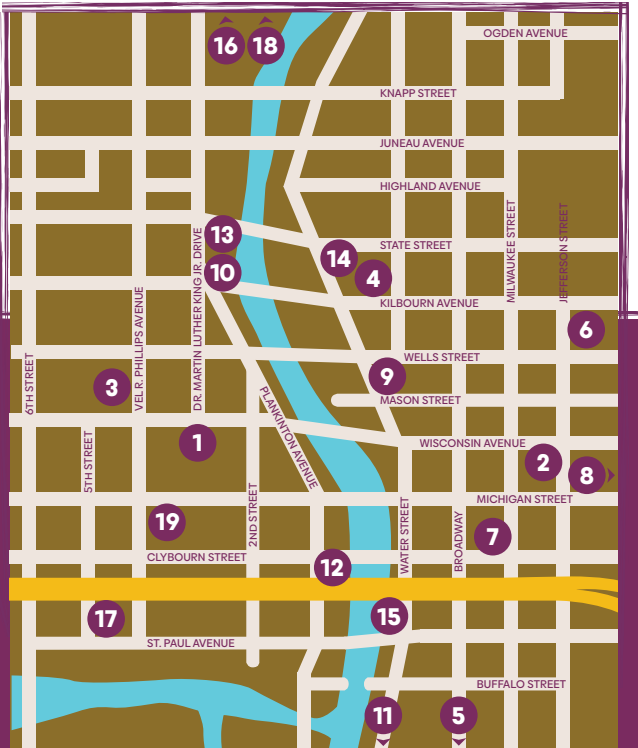 16
18
OGDEN AVENUE
KNAPP STREET
JUNEAU AVENUE
HIGHLAND AVENUE
MILWAUKEE STREET
JEFFERSON STREET
13
DR. MARTIN LUTHER KING JR. DRIVE
STATE STREET
14
10
4
KILBOURN AVENUE
VEL R. PHILLIPS AVENUE
6
6TH STREET
WELLS STREET
9
3
PLANKINTON AVENUE
MASON STREET
1
WISCONSIN AVENUE
5TH STREET
2
8
2ND STREET
WATER STREET
MICHIGAN STREET
BROADWAY
19
7
CLYBOURN STREET
12
17
15
ST. PAUL AVENUE
BUFFALO STREET
11
5